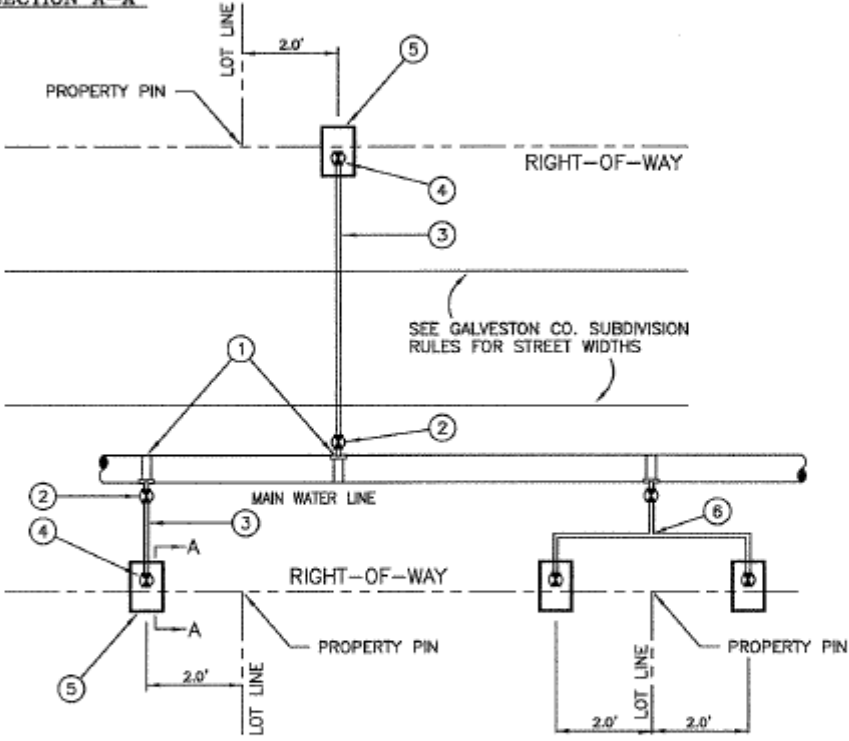 SECTION A-A
LOT LINE
2.0'
5
PROPERTY PIN
RIGHT-OF-WAY
4
3
SEE GALVESTON CO. SUBDIVISION
RULES FOR STREET WIDTHS
1
2
2
MAIN WATER LINE
3
6
4
A
RIGHT-OF-WAY
A
PROPERTY PIN
PROPERTY PIN
5
2.0'
LOT LINE
LOT LINE
2.0'
2.0'